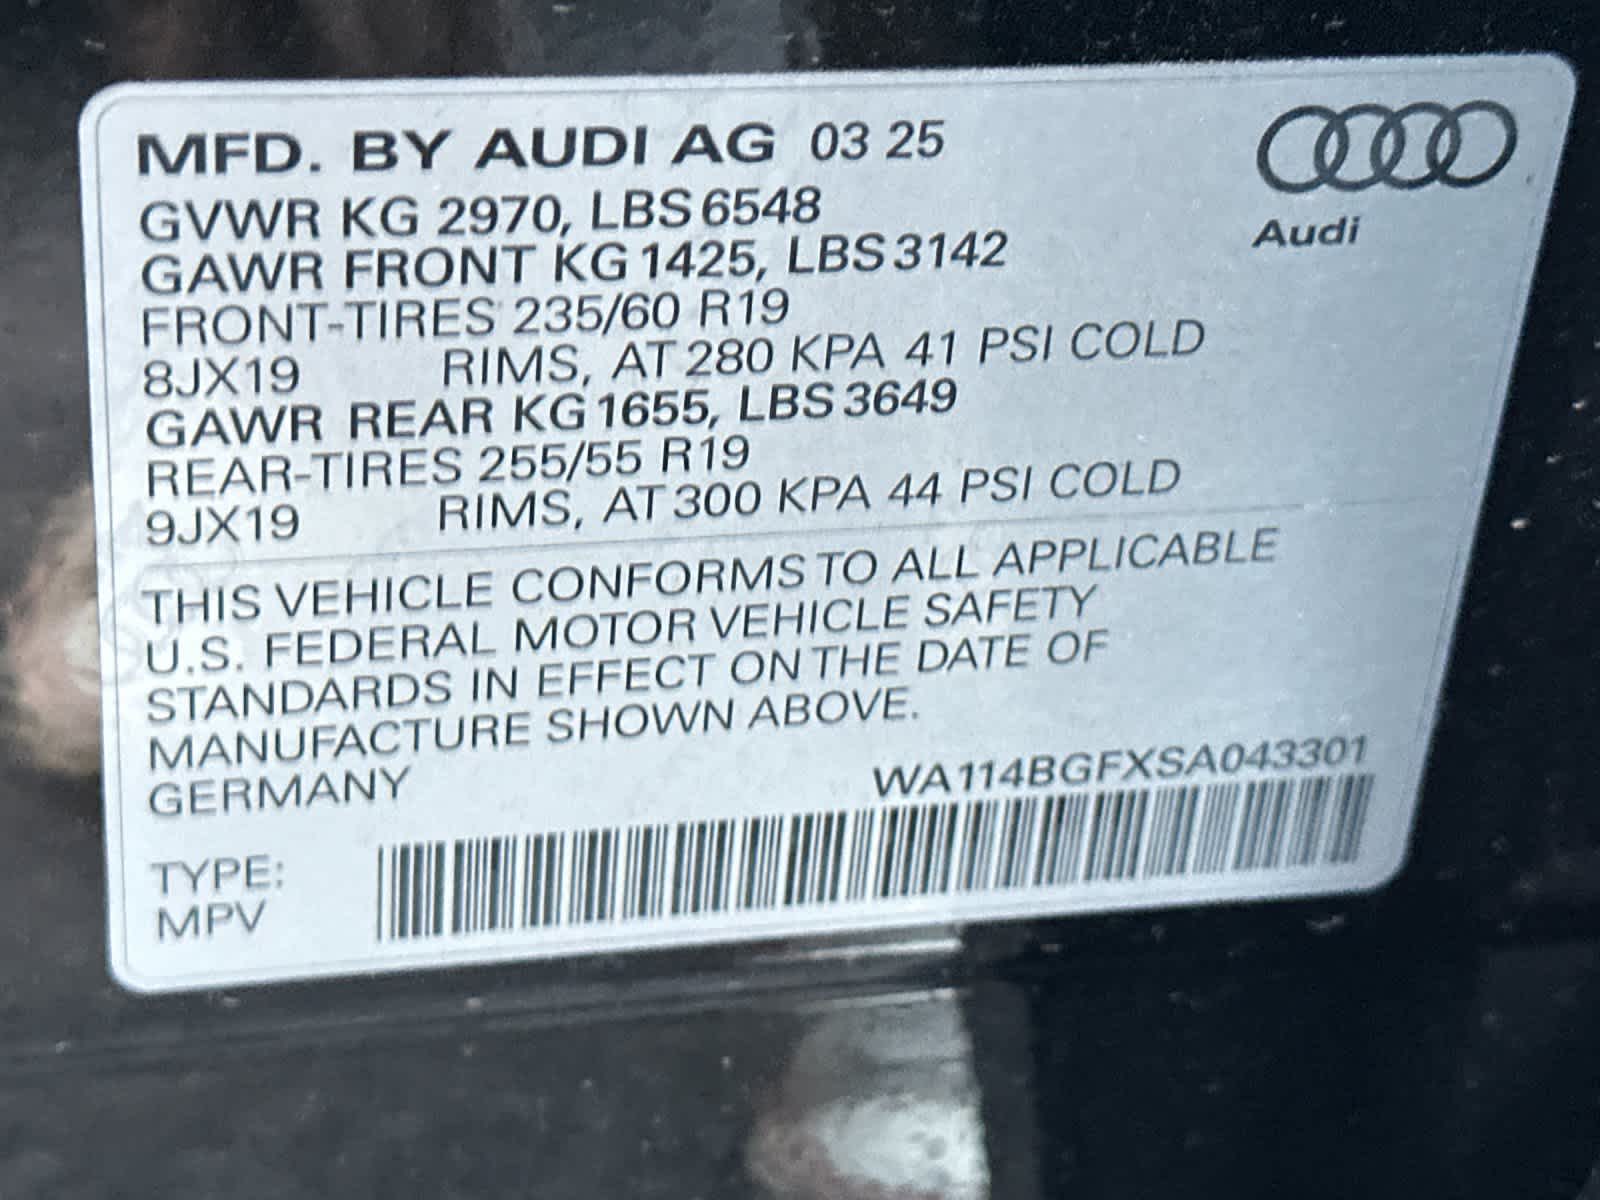 MFD. BY AUDI AG 03 25
GVWR KG 2970, LBS 6548
GAWR FRONT KG 1425, LBS 3142
FRONT-TIRES 235/60 R19
8JX19 RIMS, AT 280 KPA 41 PSI COLD
GAWR REAR KG 1655, LBS 3649
REAR-TIRES 255/55 R19
9JX19 RIMS, AT 300 KPA 44 PSI COLD
Audi
THIS VEHICLE CONFORMS TO ALL APPLICABLE
U.S. FEDERAL MOTOR VEHICLE SAFETY
STANDARDS IN EFFECT ON THE DATE OF
MANUFACTURE SHOWN ABOVE.
GERMANY WA114BGFXSA043301
TYPE:
MPV